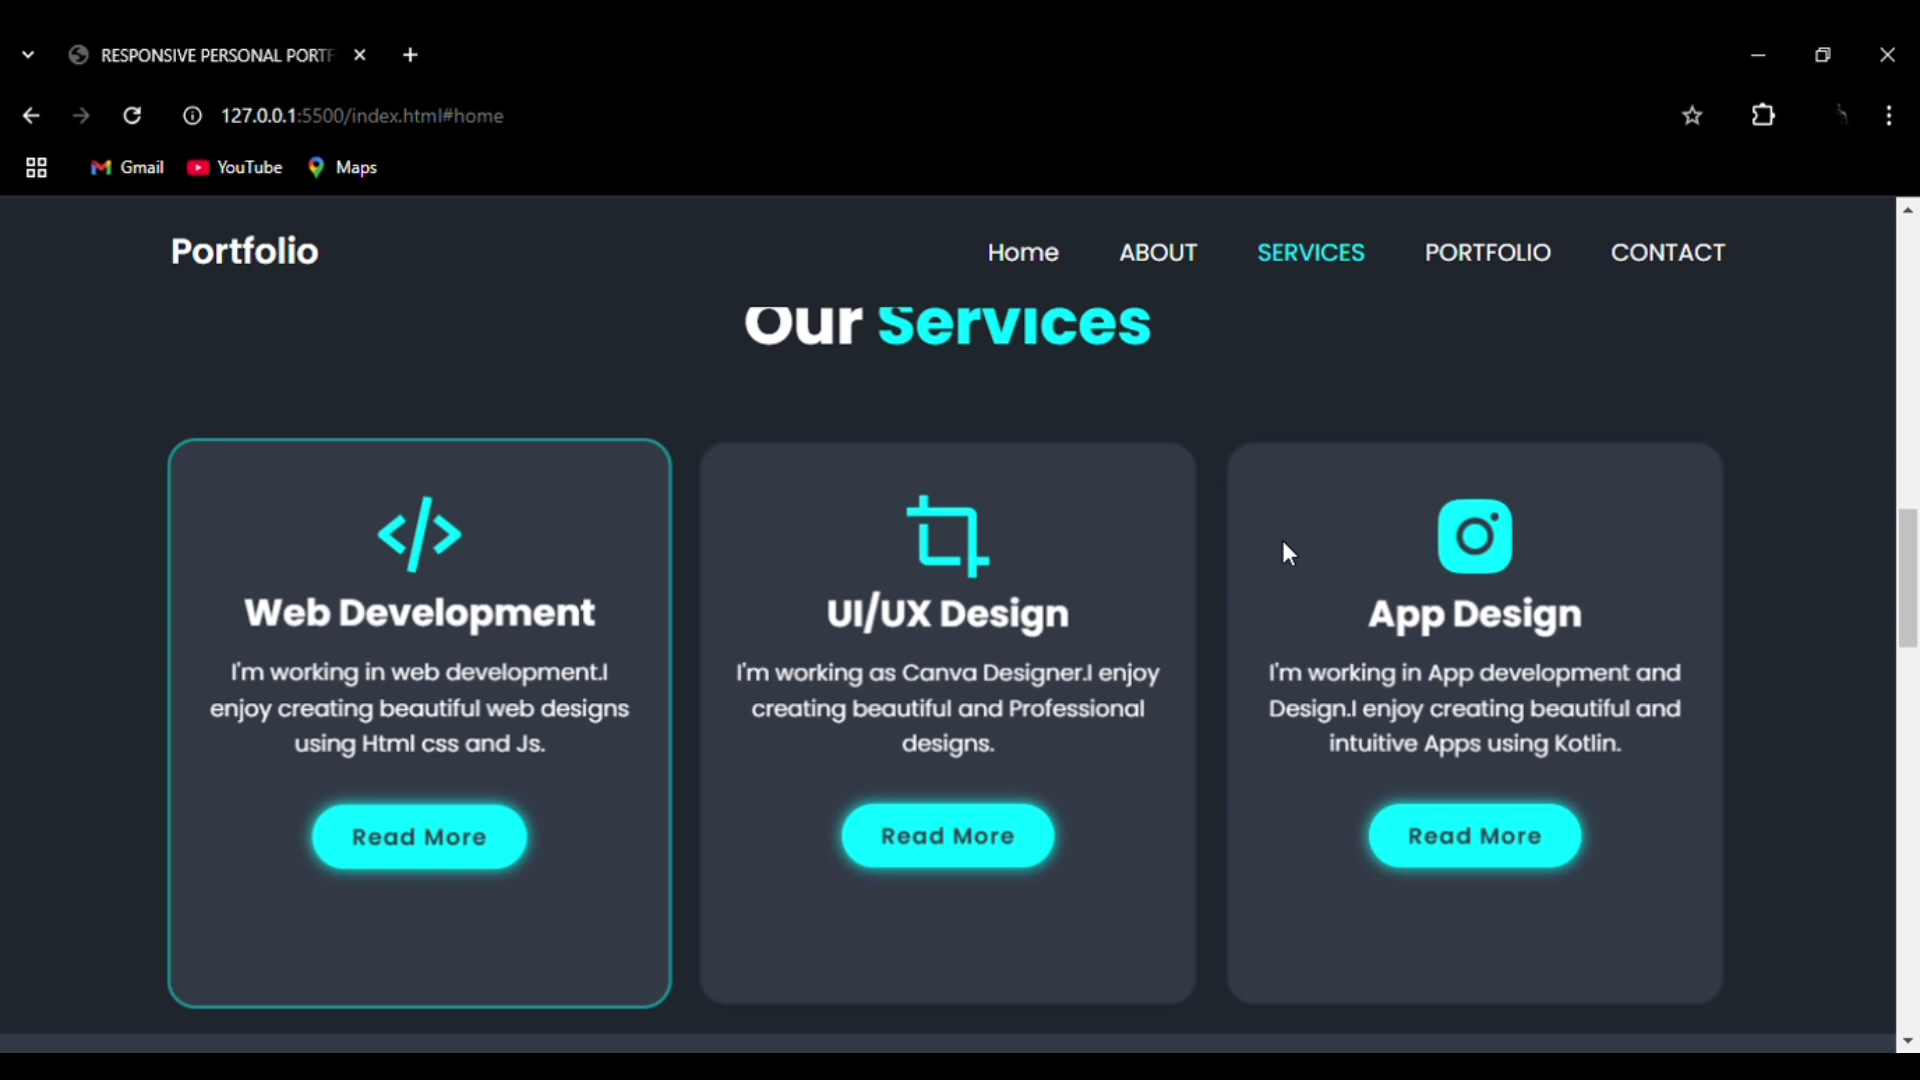 RESPONSIVE PERSONAL PORTF
127.0.0.1:5500/index.html#home
Gmail YouTube Maps
Portfolio Home ABOUT SERVICES PORTFOLIO CONTACT
Our Services
Web Development
I'm working in web development.I
enjoy creating beautiful web designs
using Html css and Js.
Read More
UI/UX Design
I'm working as Canva Designer.I enjoy
creating beautiful and Professional
designs.
Read More
App Design
I'm working in App development and
Design.I enjoy creating beautiful and
intuitive Apps using Kotlin.
Read More